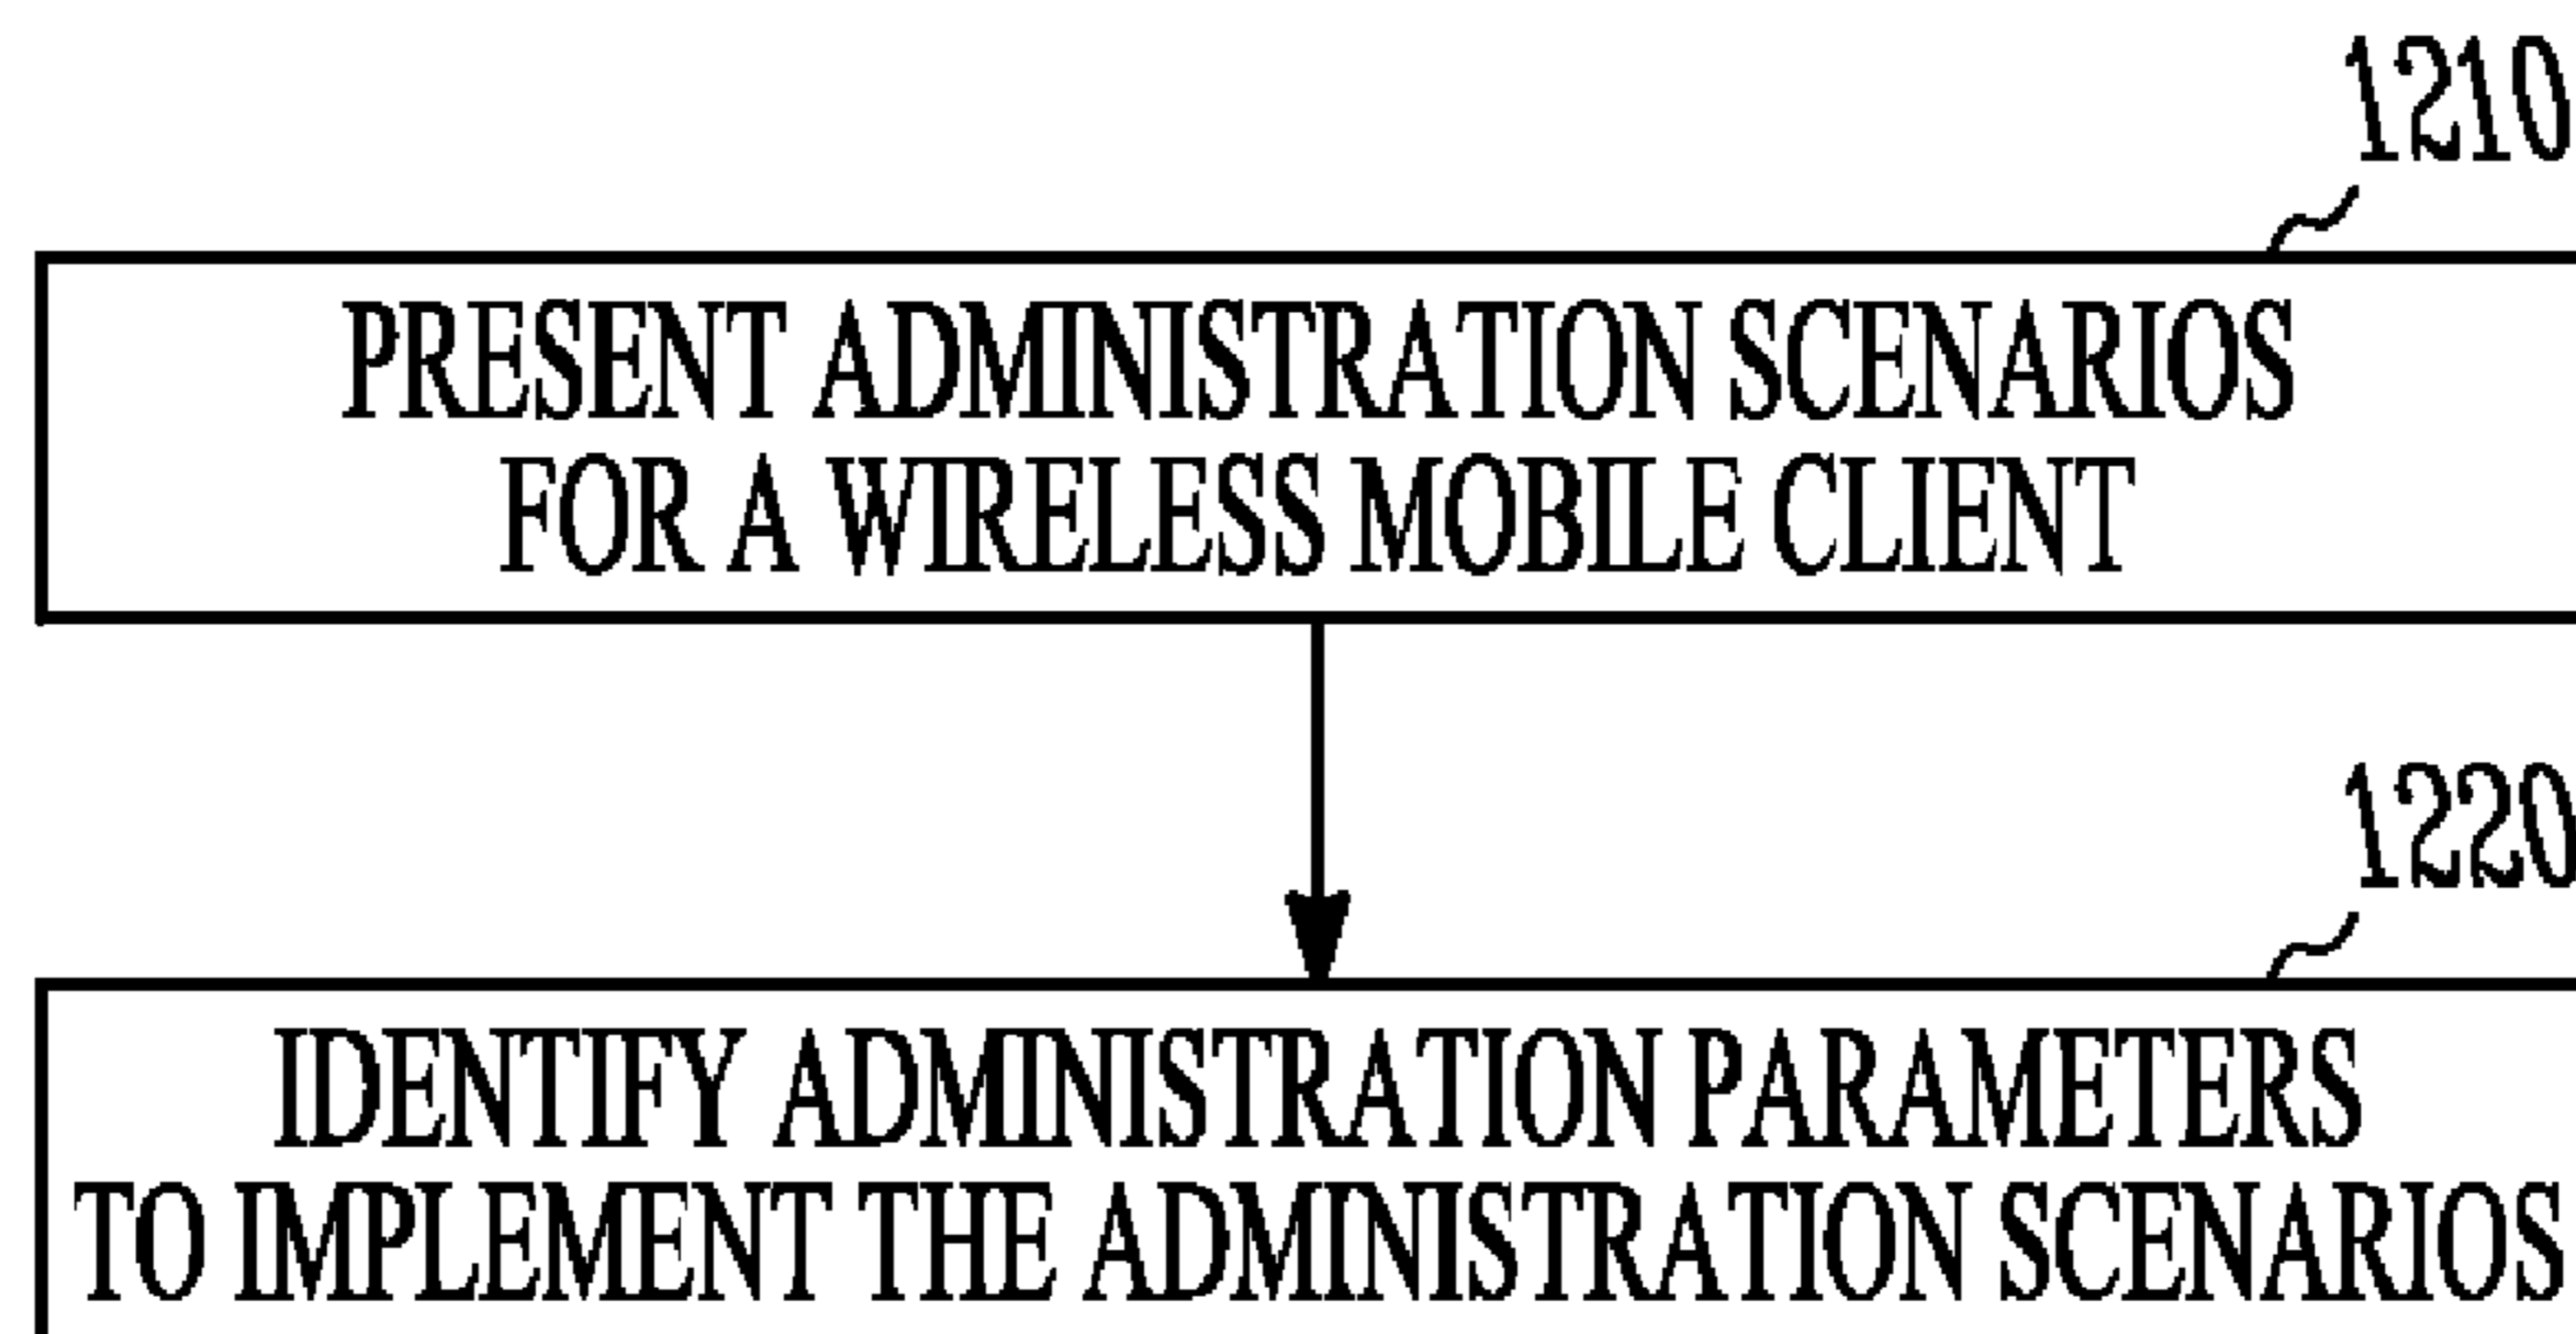 1210
PRESENT ADMINISTRATION SCENARIOS
FOR A WIRELESS MOBILE CLIENT
1220
IDENTIFY ADMINISTRATION PARAMETERS
TO IMPLEMENT THE ADMINISTRATION SCENARIOS